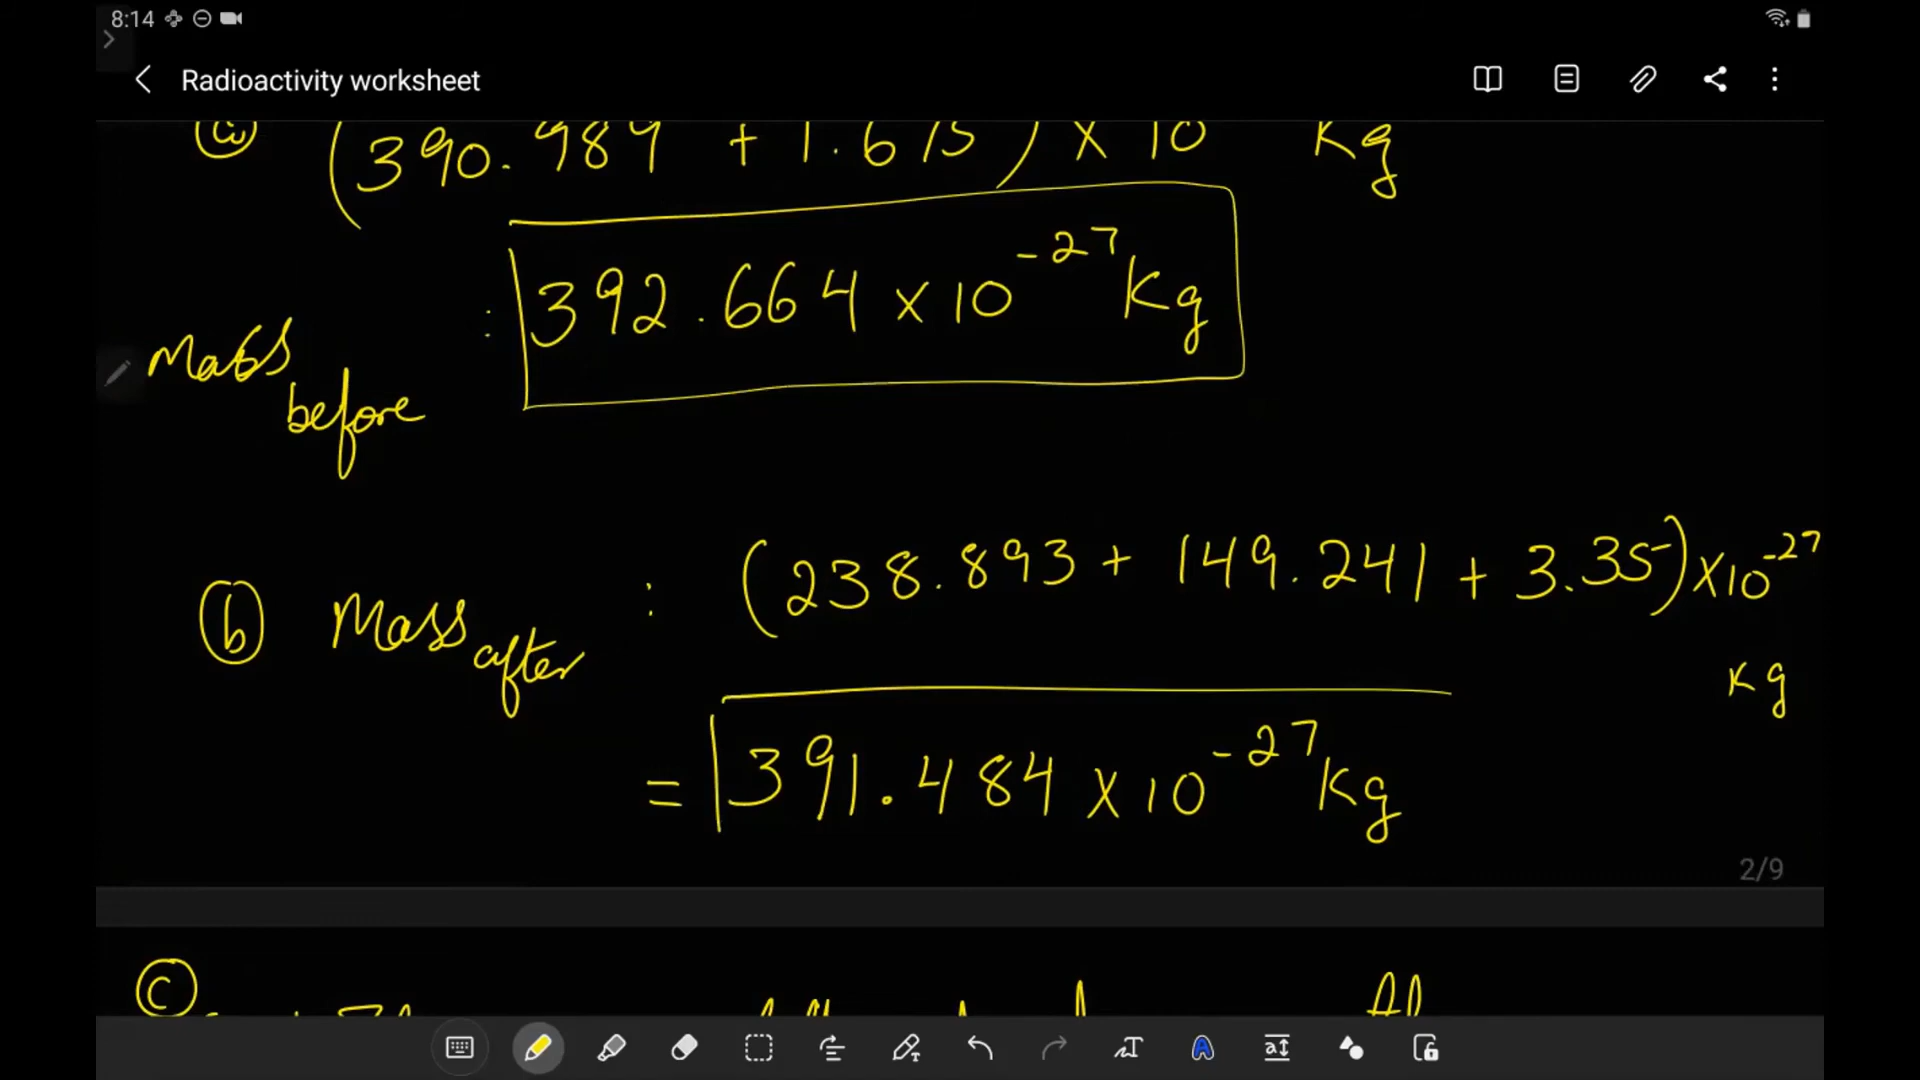 8:14
Radioactivity worksheet
(a) (390.989 + 1.675) × 10 Kg
392.664 × 10⁻²⁷ Kg
Mass before :
(b) Mass after : (238.893 + 149.241 + 3.35) × 10⁻²⁷ Kg
= 391.484 × 10⁻²⁷ Kg
2/9
(c)